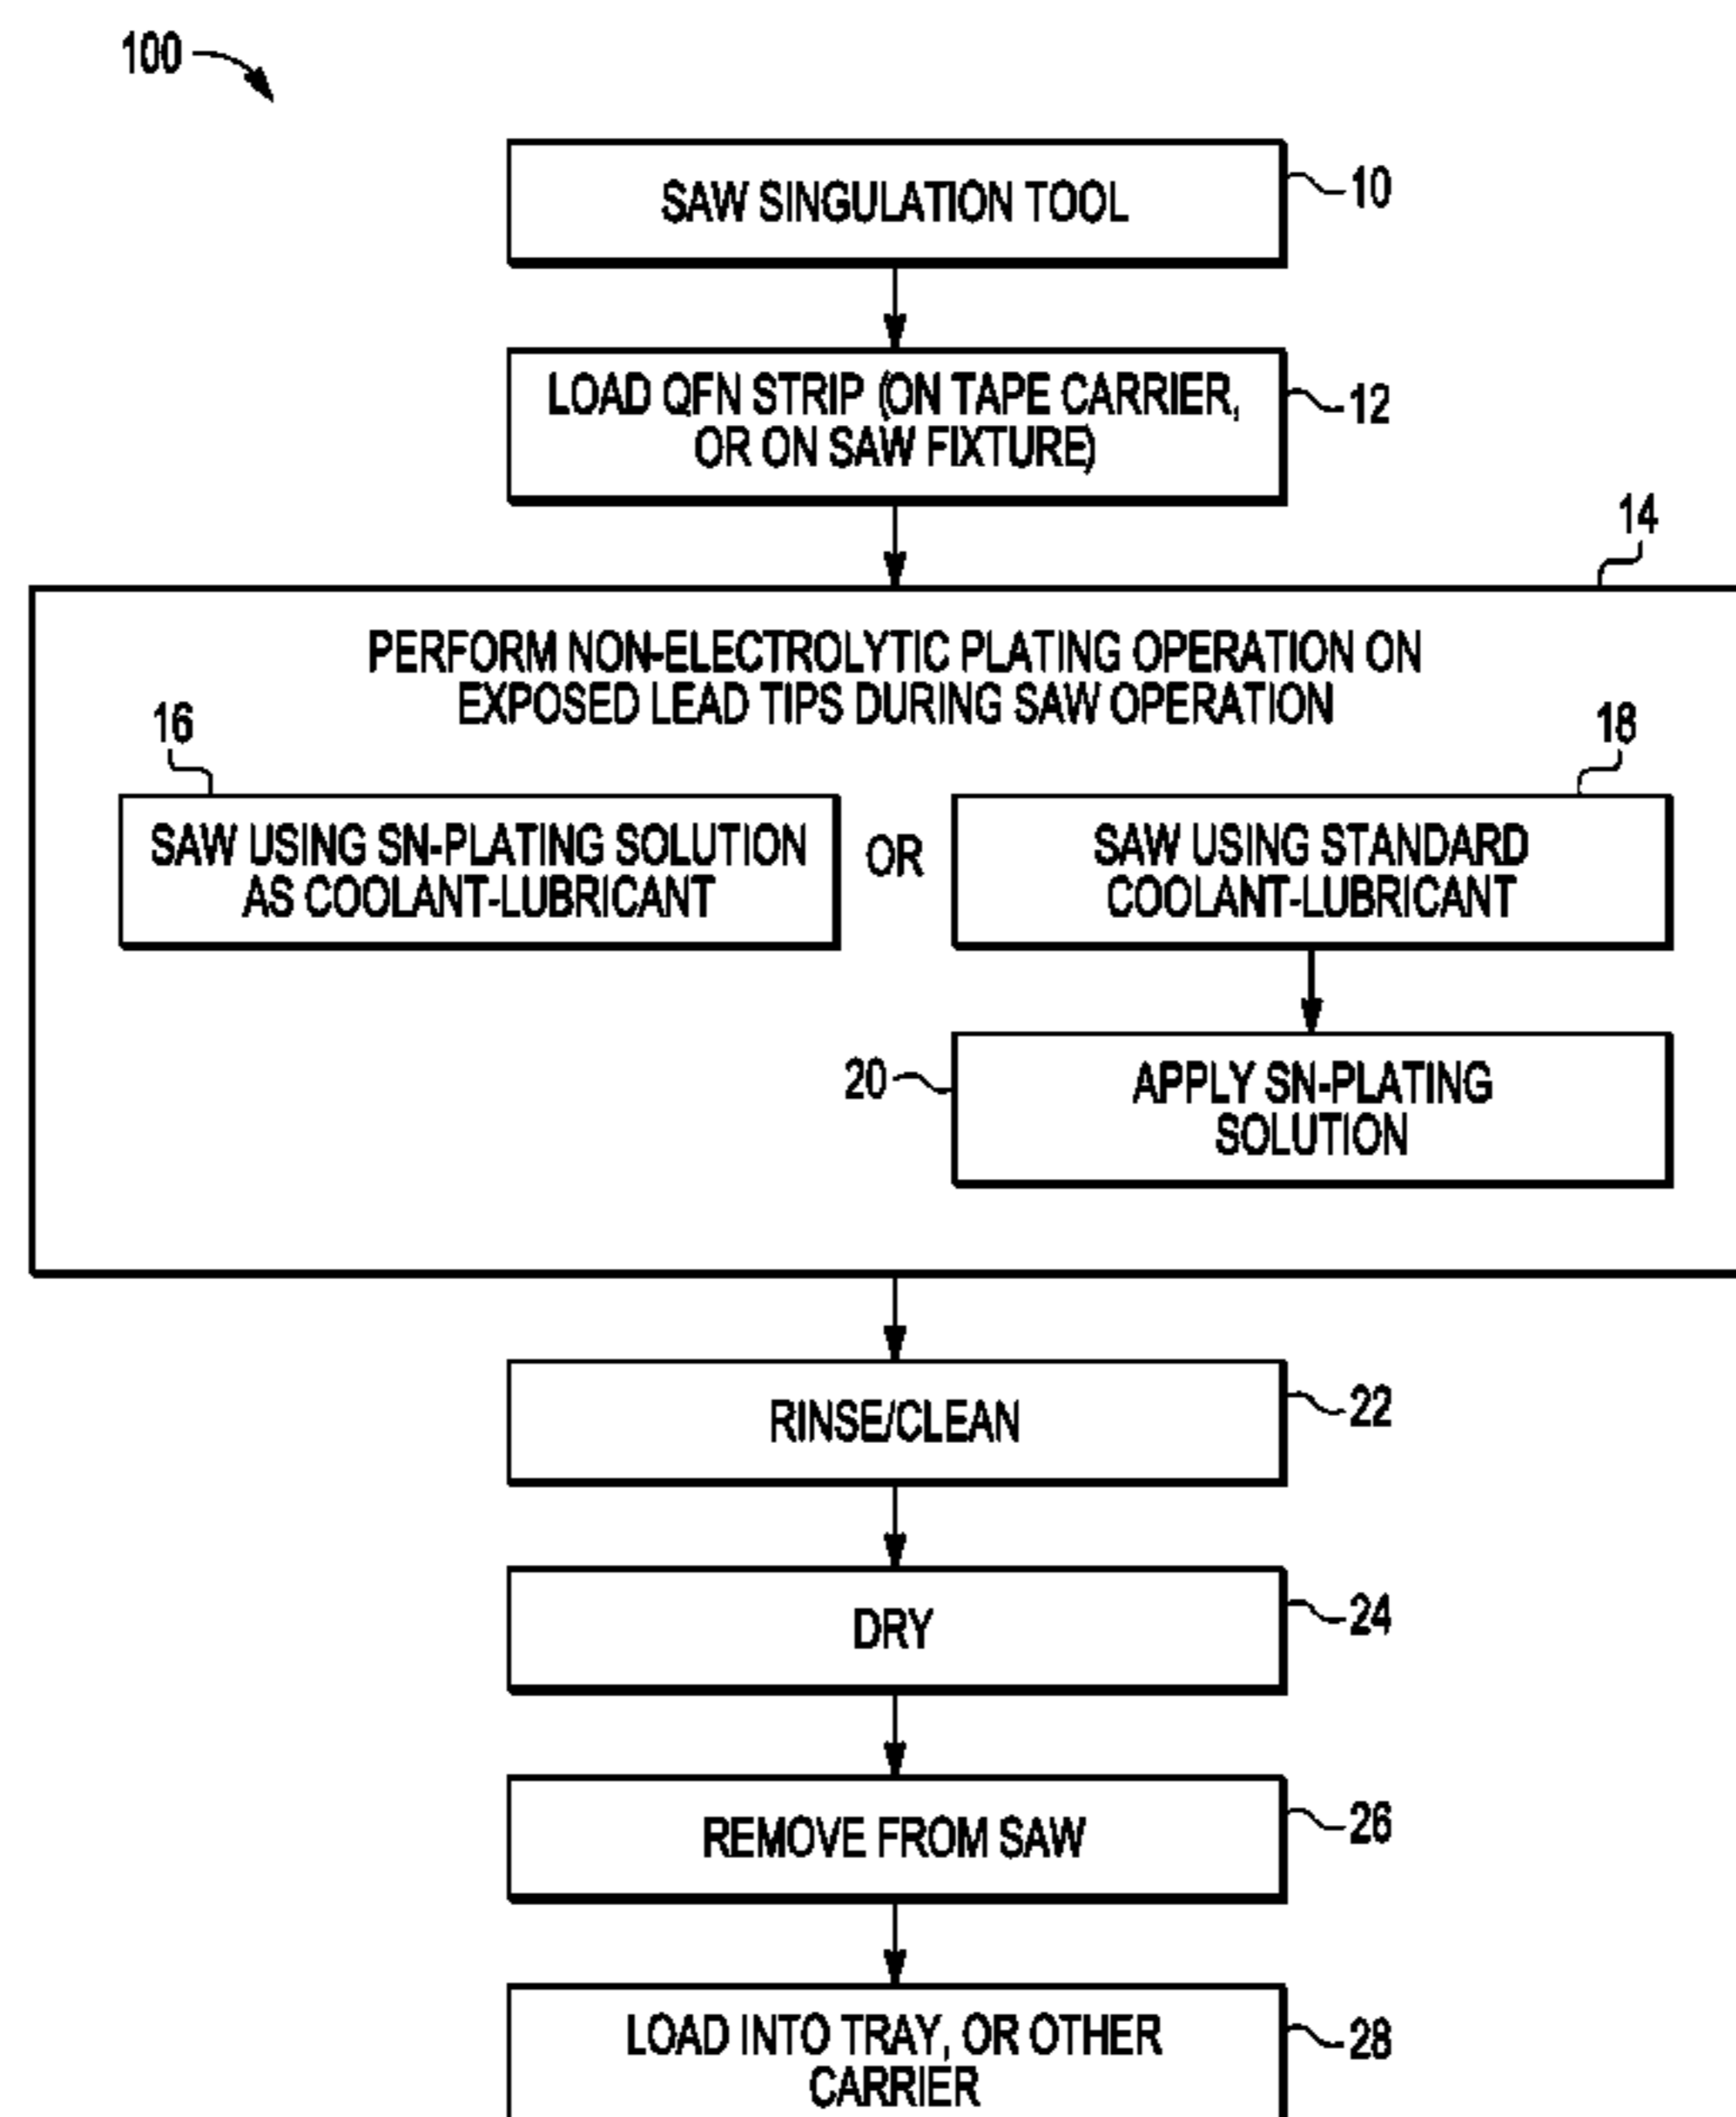 100
SAW SINGULATION TOOL
10
LOAD QFN STRIP (ON TAPE CARRIER,
OR ON SAW FIXTURE)
12
14
PERFORM NON-ELECTROLYTIC PLATING OPERATION ON
EXPOSED LEAD TIPS DURING SAW OPERATION
16
SAW USING SN-PLATING SOLUTION
AS COOLANT-LUBRICANT
OR
18
SAW USING STANDARD
COOLANT-LUBRICANT
20
APPLY SN-PLATING
SOLUTION
RINSE/CLEAN
22
DRY
24
REMOVE FROM SAW
26
LOAD INTO TRAY, OR OTHER
CARRIER
28